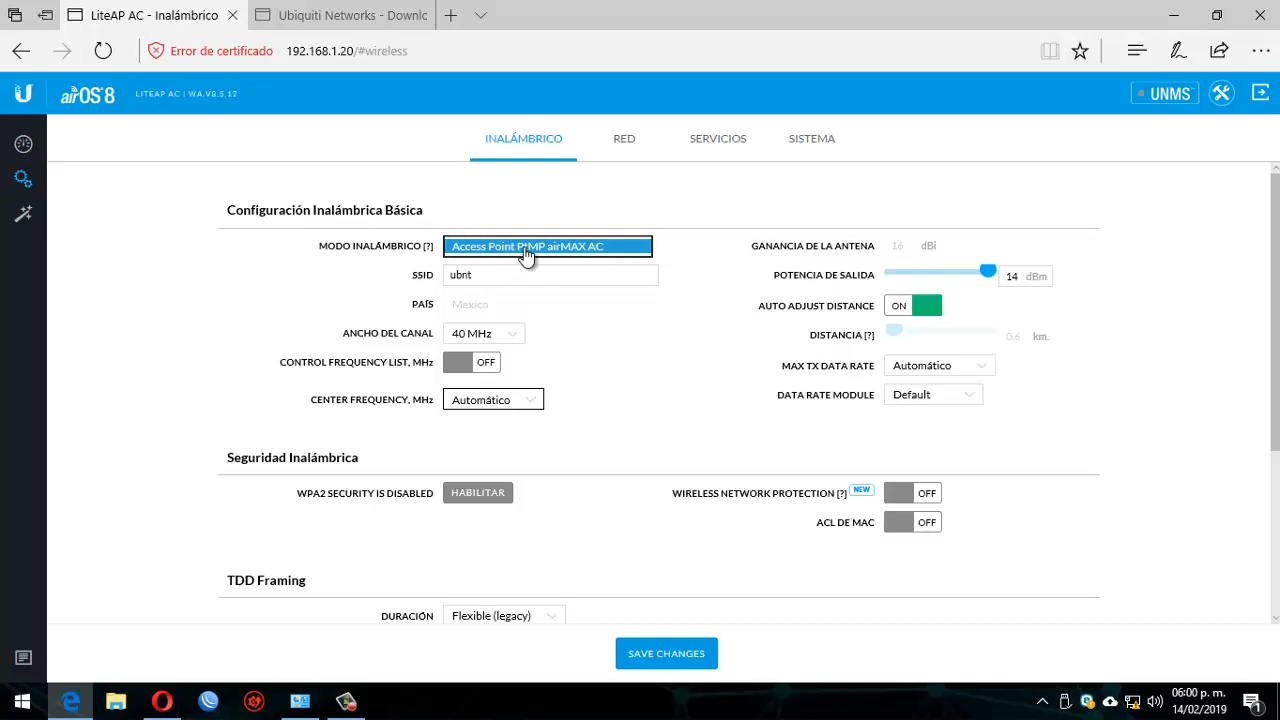 LiteAP AC - Inalámbrico
Ubiquiti Networks - Downlc
Error de certificado
192.168.1.20/#wireless
airOS 8
LITEAP AC | WA.V8.5.12
UNMS
INALÁMBRICO
RED
SERVICIOS
SISTEMA
Configuración Inalámbrica Básica
MODO INALÁMBRICO [?]
Access Point PtMP airMAX AC
GANANCIA DE LA ANTENA
16 dBi
SSID
ubnt
POTENCIA DE SALIDA
14 dBm
PAÍS
Mexico
AUTO ADJUST DISTANCE
ON
ANCHO DEL CANAL
40 MHz
DISTANCIA [?]
0.6 km.
CONTROL FREQUENCY LIST, MHz
OFF
MAX TX DATA RATE
Automático
CENTER FREQUENCY, MHz
Automático
DATA RATE MODULE
Default
Seguridad Inalámbrica
WPA2 SECURITY IS DISABLED
HABILITAR
WIRELESS NETWORK PROTECTION [?] NEW
OFF
ACL DE MAC
OFF
TDD Framing
DURACIÓN
Flexible (legacy)
SAVE CHANGES
06:00 p. m.
14/02/2019
1